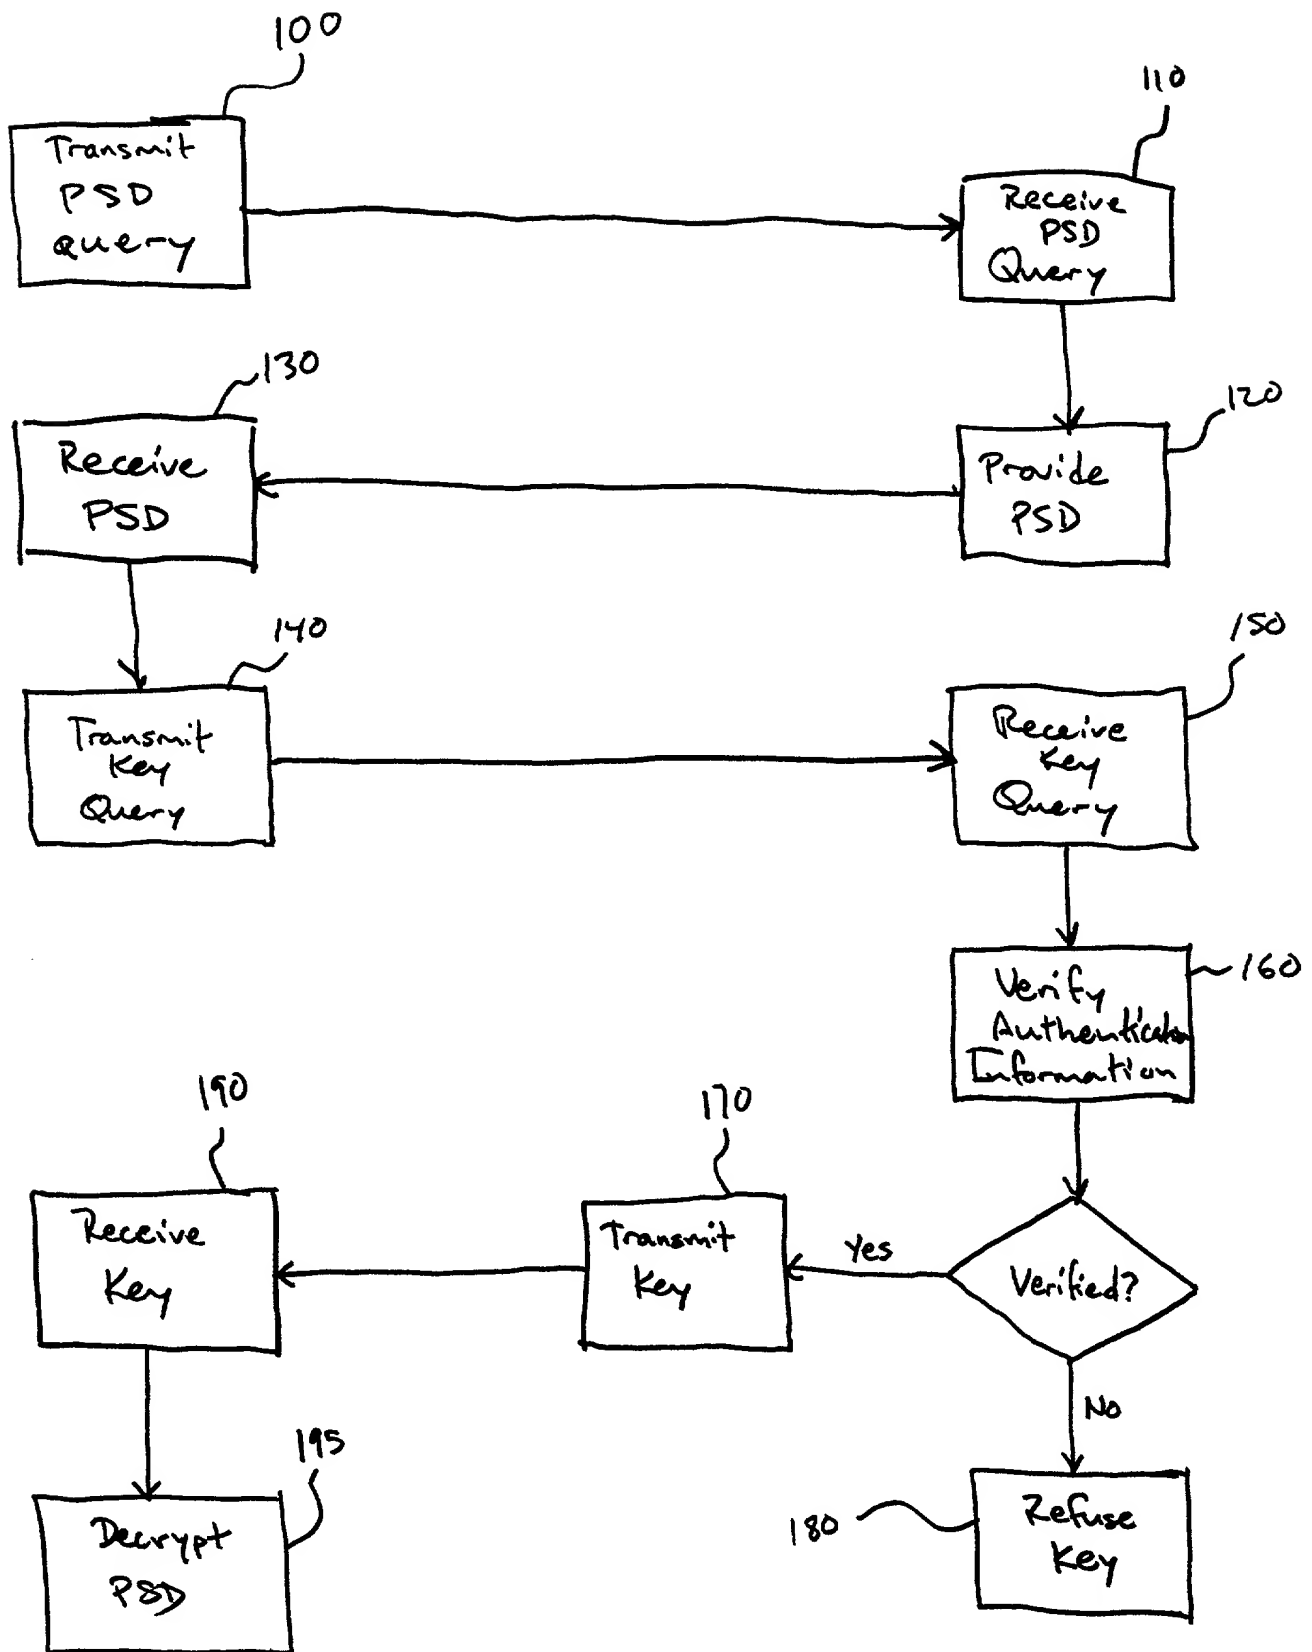 100
Transmit
PSD
Query
110
Receive
PSD
Query
130
Receive
PSD
120
Provide
PSD
140
Transmit
Key
Query
150
Receive
Key
Query
160
Verify
Authentication
Information
190
Receive
Key
170
Transmit
Key
Yes
Verified?
No
195
Decrypt
PSD
180
Refuse
Key